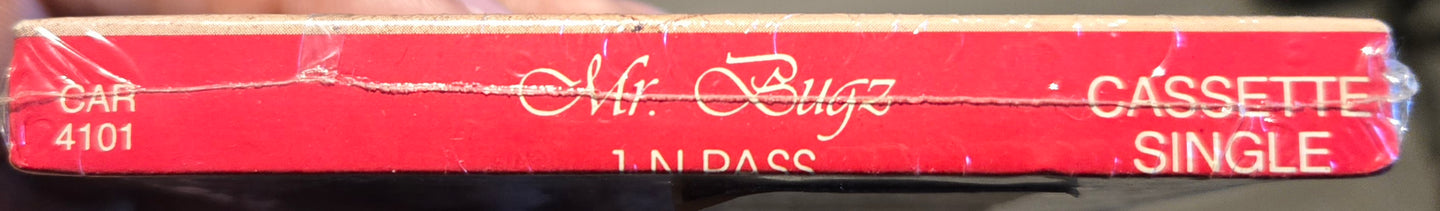 CAR
4101
Mr. Bugz
1 N PASS
CASSETTE
SINGLE